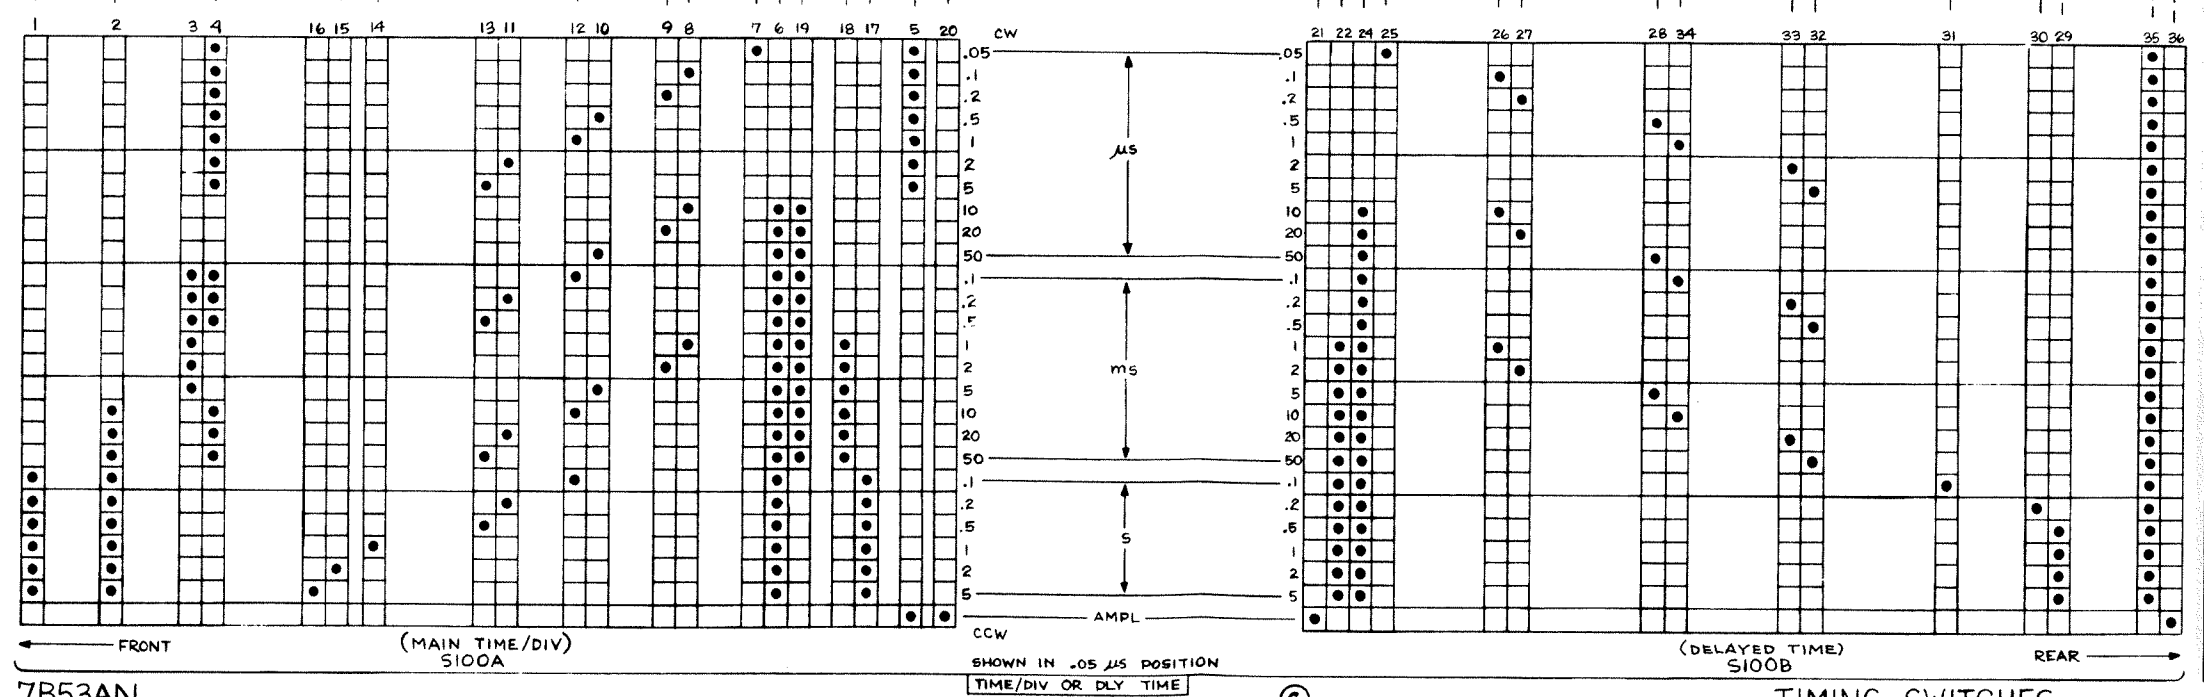 1 2 3 4 16 15 14 13 11 12 10 9 8 7 6 19 18 17 5 20 CW 21 22 24 25 26 27 28 34 33 32 31 30 29 35 36
.05 .05
.1 .1
.2 .2
.5 .5
1 1
μs
2 2
5 5
10 10
20 20
50 50
.1 .1
.2 .2
.5 .5
1 1
2 ms 2
5 5
10 10
20 20
50 50
.1 .1
.2 .2
.5 .5
s
1 1
2 2
5 5
AMPL
CCW
FRONT (MAIN TIME/DIV) (DELAYED TIME) REAR
S100A S100B
SHOWN IN .05 μs POSITION
TIME/DIV OR DLY TIME
7B53AN TIMING SWITCHES